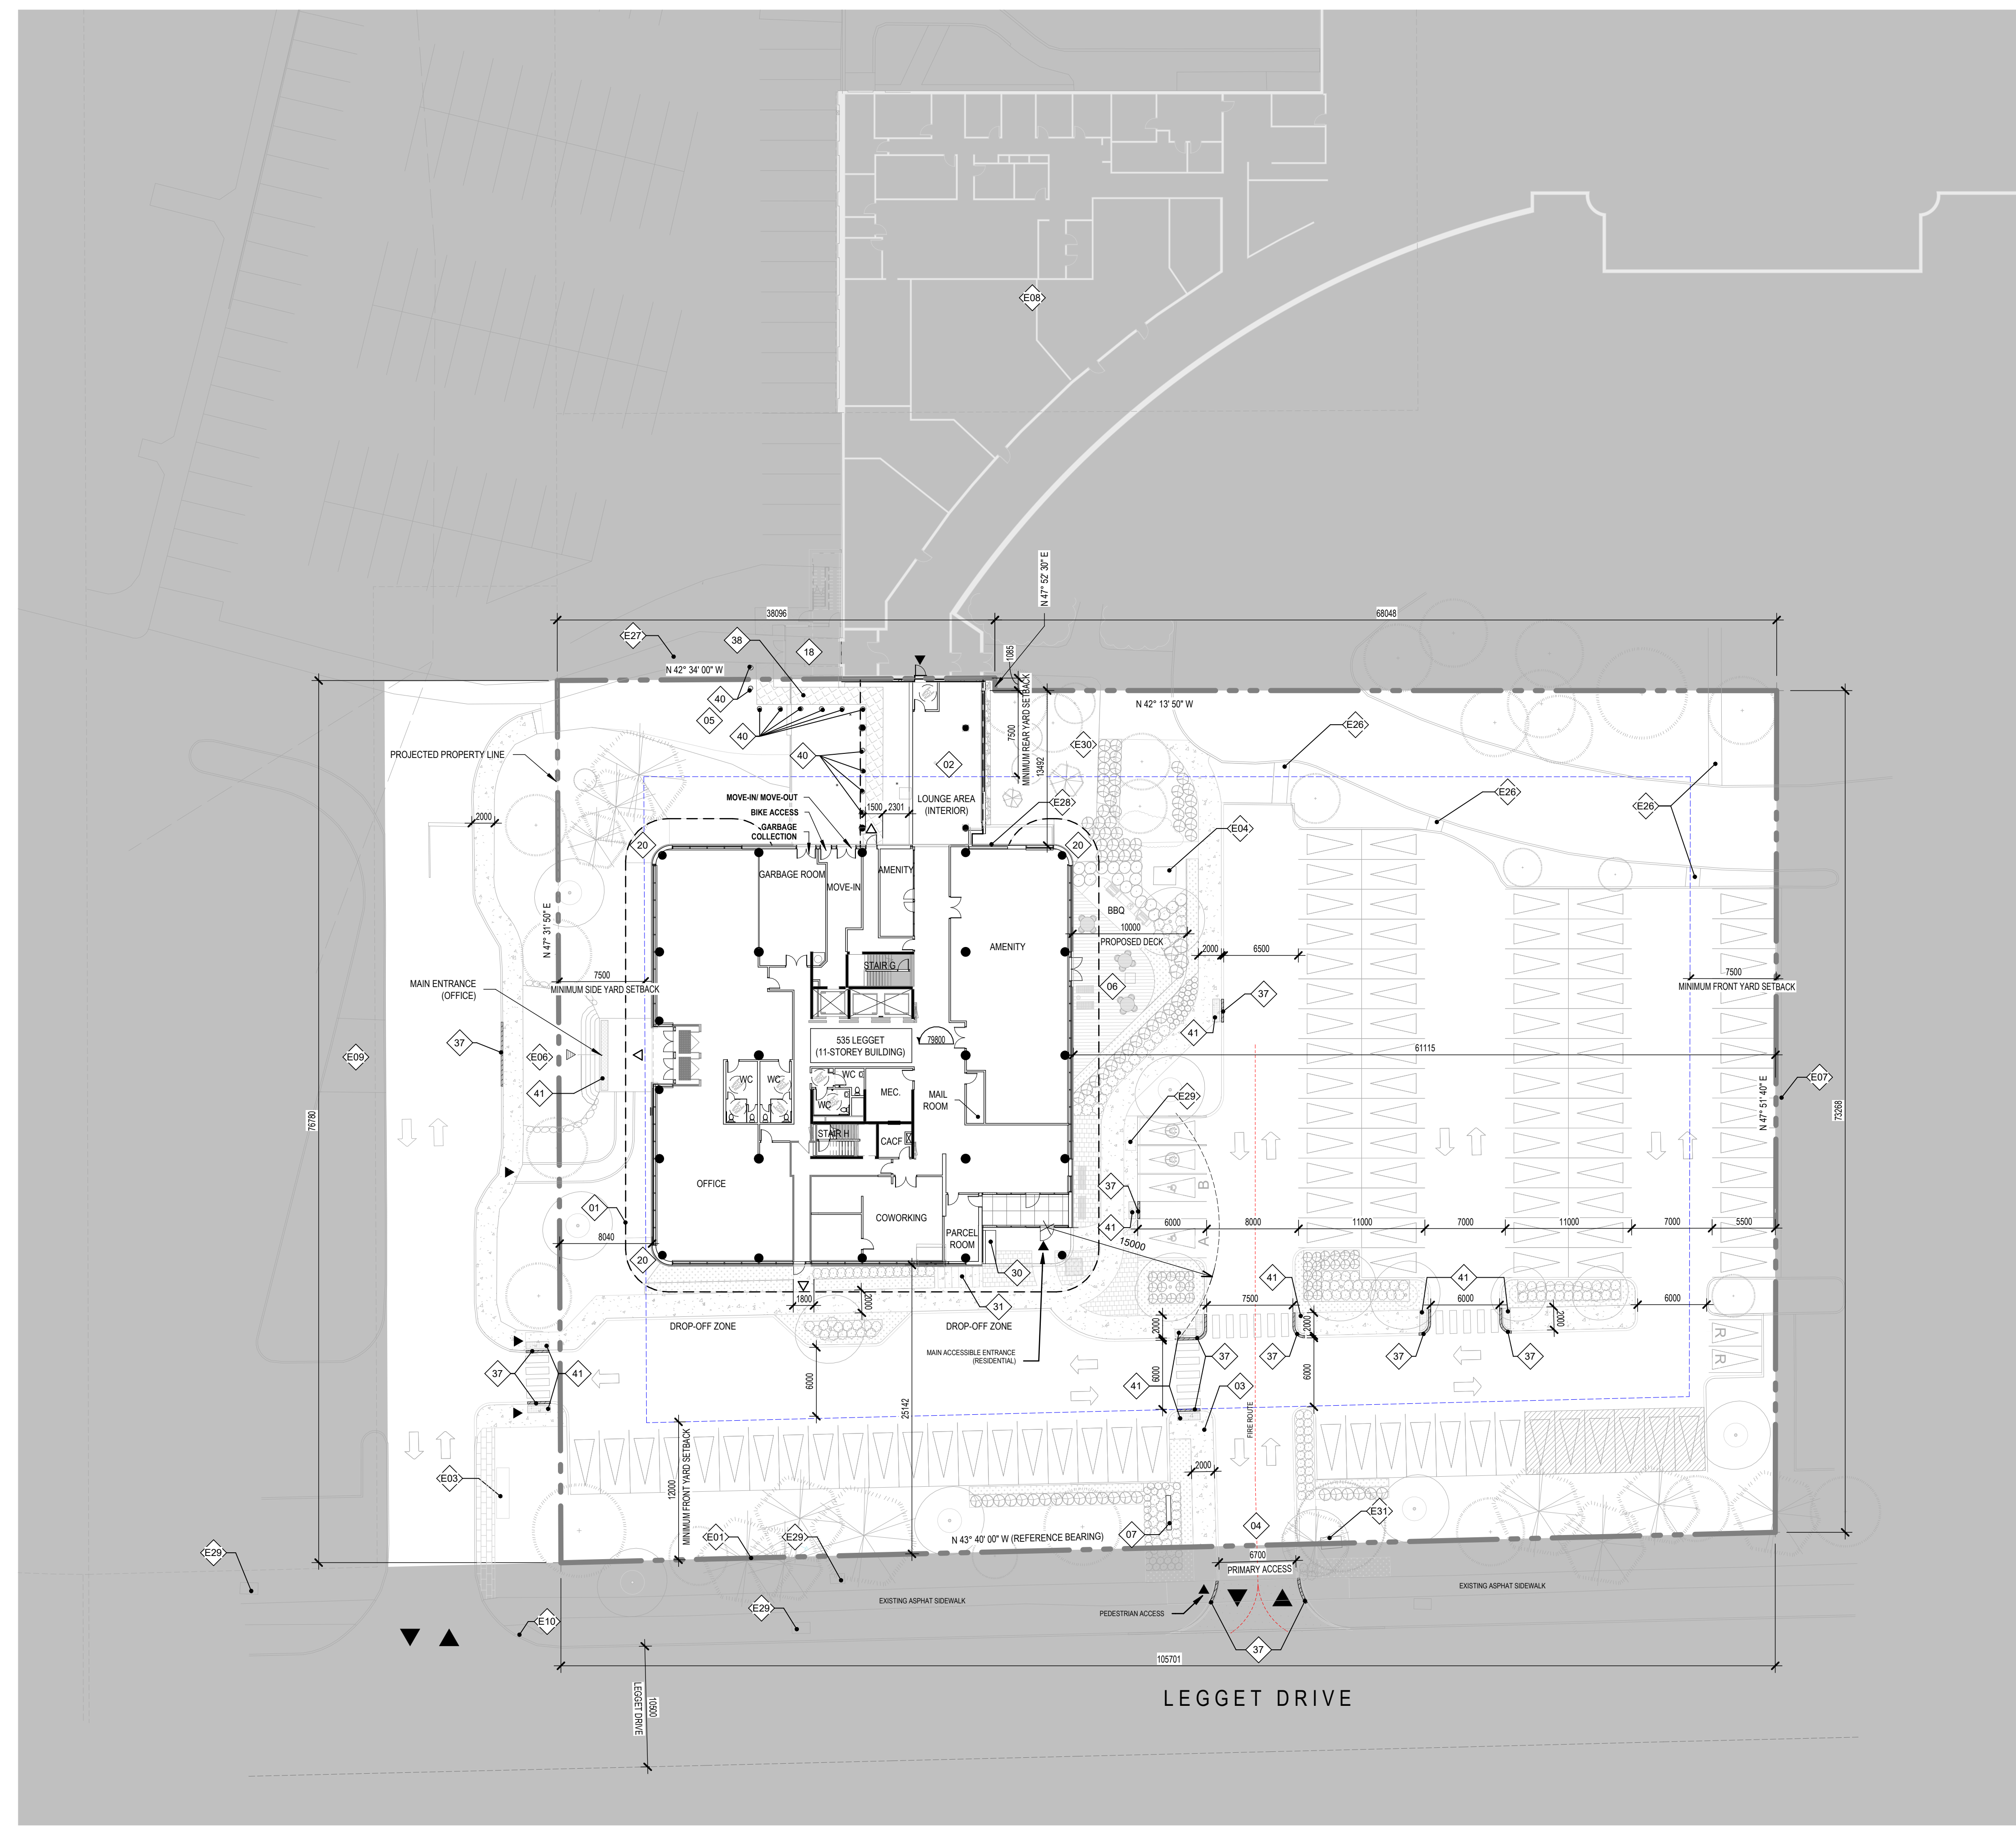 E08
N 47° 52' 30" E
38096
68048
E27
38
18
1085
N 42° 34' 00" W
40
05
40
40
02
7500
MINIMUM REAR YARD SETBACK
13492
N 42° 13' 50" W
E30
E26
E26
E26
PROJECTED PROPERTY LINE
2000
MOVE-IN/ MOVE-OUT
BIKE ACCESS
GARBAGE
COLLECTION
1500
2301
LOUNGE AREA
(INTERIOR)
E28
E04
20
20
GARBAGE ROOM
MOVE-IN
AMENITY
AMENITY
BBQ
10000
PROPOSED DECK
2000
6500
N 47° 31' 50" E
7500
MINIMUM SIDE YARD SETBACK
MAIN ENTRANCE
(OFFICE)
STAIR G
06
37
41
7500
MINIMUM FRONT YARD SETBACK
37
E09
E06
41
535 LEGGET
(11-STOREY BUILDING)
79800
61115
E07
N 47° 51' 40" E
73268
76780
WC
WC
WC
WC
MEC.
MAIL
ROOM
E29
STAIR H
CACF
OFFICE
01
8040
20
COWORKING
PARCEL
ROOM
37
41
B
A
6000
8000
11000
7000
11000
7000
5500
15000
30
31
1800
2000
DROP-OFF ZONE
DROP-OFF ZONE
MAIN ACCESSIBLE ENTRANCE
(RESIDENTIAL)
41
41
7500
6000
6000
2000
2000
2000
37
37
37
37
R
R
37
41
6000
25142
6000
6000
41
03
FIRE ROUTE
E03
12000
MINIMUM FRONT YARD SETBACK
2000
E01
E29
N 43° 40' 00" W (REFERENCE BEARING)
07
04
E31
E29
6700
PRIMARY ACCESS
EXISTING ASPHAT SIDEWALK
EXISTING ASPHAT SIDEWALK
PEDESTRIAN ACCESS
E29
E10
37
105701
10500
LEGGET DRIVE
LEGGET DRIVE